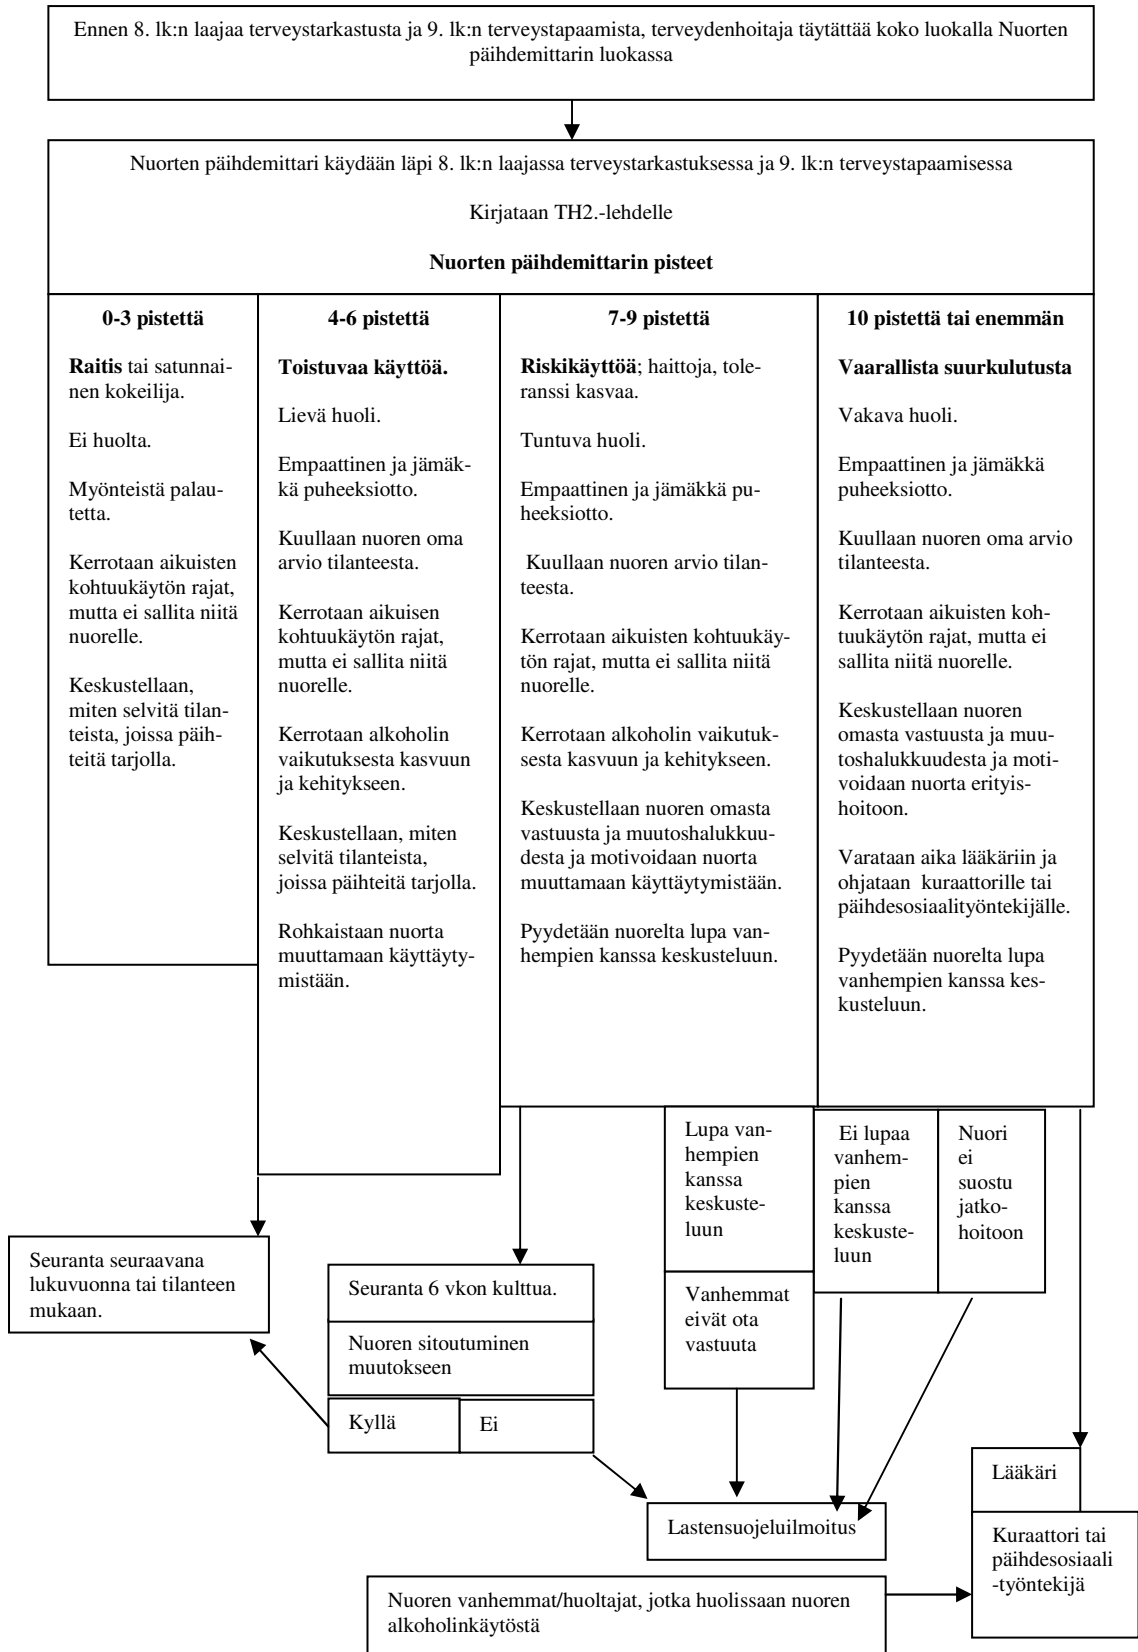 Ennen 8. lk:n laajaa terveystarkastusta ja 9. lk:n terveystapaamista, terveydenhoitaja täytättää koko luokalla Nuorten
päihdemittarin luokassa
Nuorten päihdemittari käydään läpi 8. lk:n laajassa terveystarkastuksessa ja 9. lk:n terveystapaamisessa
Kirjataan TH2.-lehdelle
Nuorten päihdemittarin pisteet
0-3 pistettä
Raitis tai satunnai-
nen kokeilija.
Ei huolta.
Myönteistä palau-
tetta.
Kerrotaan aikuisten
kohtuukäytön rajat,
mutta ei sallita niitä
nuorelle.
Keskustellaan,
miten selvitä tilan-
teista, joissa päih-
teitä tarjolla.
4-6 pistettä
Toistuvaa käyttöä.
Lievä huoli.
Empaattinen ja jämäk-
kä puheeksiotto.
Kuullaan nuoren oma
arvio tilanteesta.
Kerrotaan aikuisen
kohtuukäytön rajat,
mutta ei sallita niitä
nuorelle.
Kerrotaan alkoholin
vaikutuksesta kasvuun
ja kehitykseen.
Keskustellaan, miten
selvitä tilanteista,
joissa päihteitä tarjolla.
Rohkaistaan nuorta
muuttamaan käyttäyty-
mistään.
7-9 pistettä
Riskikäyttöä; haittoja, tole-
ranssi kasvaa.
Tuntuva huoli.
Empaattinen ja jämäkkä pu-
heeksiotto.
Kuullaan nuoren arvio tilan-
teesta.
Kerrotaan aikuisten kohtuukäy-
tön rajat, mutta ei sallita niitä
nuorelle.
Kerrotaan alkoholin vaikutuk-
sesta kasvuun ja kehitykseen.
Keskustellaan nuoren omasta
vastuusta ja muutoshalukkuu-
desta ja motivoidaan nuorta
muuttamaan käyttäytymistään.
Pyydetään nuorelta lupa van-
hempien kanssa keskusteluun.
10 pistettä tai enemmän
Vaarallista suurkulutusta
Vakava huoli.
Empaattinen ja jämäkkä
puheeksiotto.
Kuullaan nuoren oma arvio
tilanteesta.
Kerrotaan aikuisten koh-
tuukäytön rajat, mutta ei
sallita niitä nuorelle.
Keskustellaan nuoren
omasta vastuusta ja muu-
toshalukkuudesta ja moti-
voidaan nuorta erityis-
hoitoon.
Varataan aika lääkäriin ja
ohjataan kuraattorille tai
päihdesosiaalityöntekijälle.
Pyydetään nuorelta lupa
vanhempien kanssa kes-
kusteluun.
Lupa van-
hempien
kanssa
keskuste-
luun
Ei lupaa
vanhem-
pien
kanssa
keskuste-
luun
Nuori
ei
suostu
jatko-
hoitoon
Seuranta seuraavana
lukuvuonna tai tilanteen
mukaan.
Seuranta 6 vkon kulttua.
Nuoren sitoutuminen
muutokseen
Kyllä
Ei
Vanhemmat
eivät ota
vastuuta
Lääkäri
Lastensuojeluilmoitus
Kuraattori tai
päihdesosiaali
-työntekijä
Nuoren vanhemmat/huoltajat, jotka huolissaan nuoren
alkoholinkäytöstä